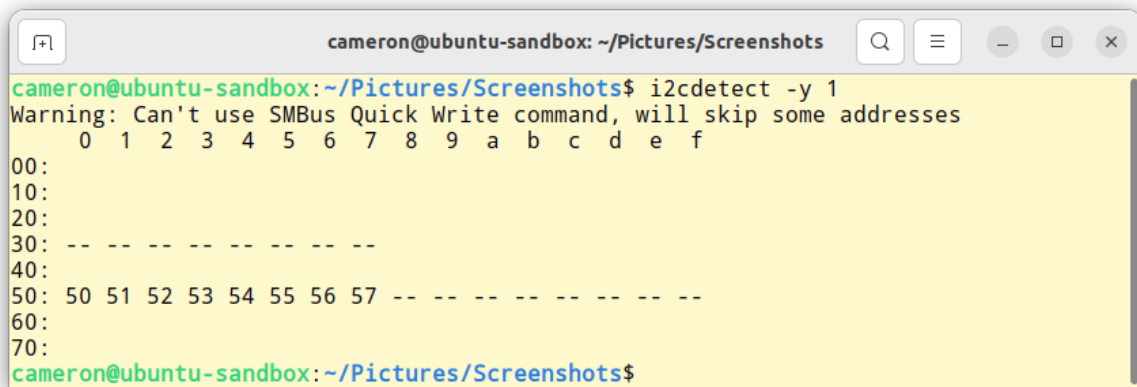 cameron@ubuntu-sandbox: ~/Pictures/Screenshots
cameron@ubuntu-sandbox:~/Pictures/Screenshots$ i2cdetect -y 1
Warning: Can't use SMBus Quick Write command, will skip some addresses
     0  1  2  3  4  5  6  7  8  9  a  b  c  d  e  f
00:
10:
20:
30: -- -- -- -- -- -- -- --
40:
50: 50 51 52 53 54 55 56 57 -- -- -- -- -- -- -- --
60:
70:
cameron@ubuntu-sandbox:~/Pictures/Screenshots$